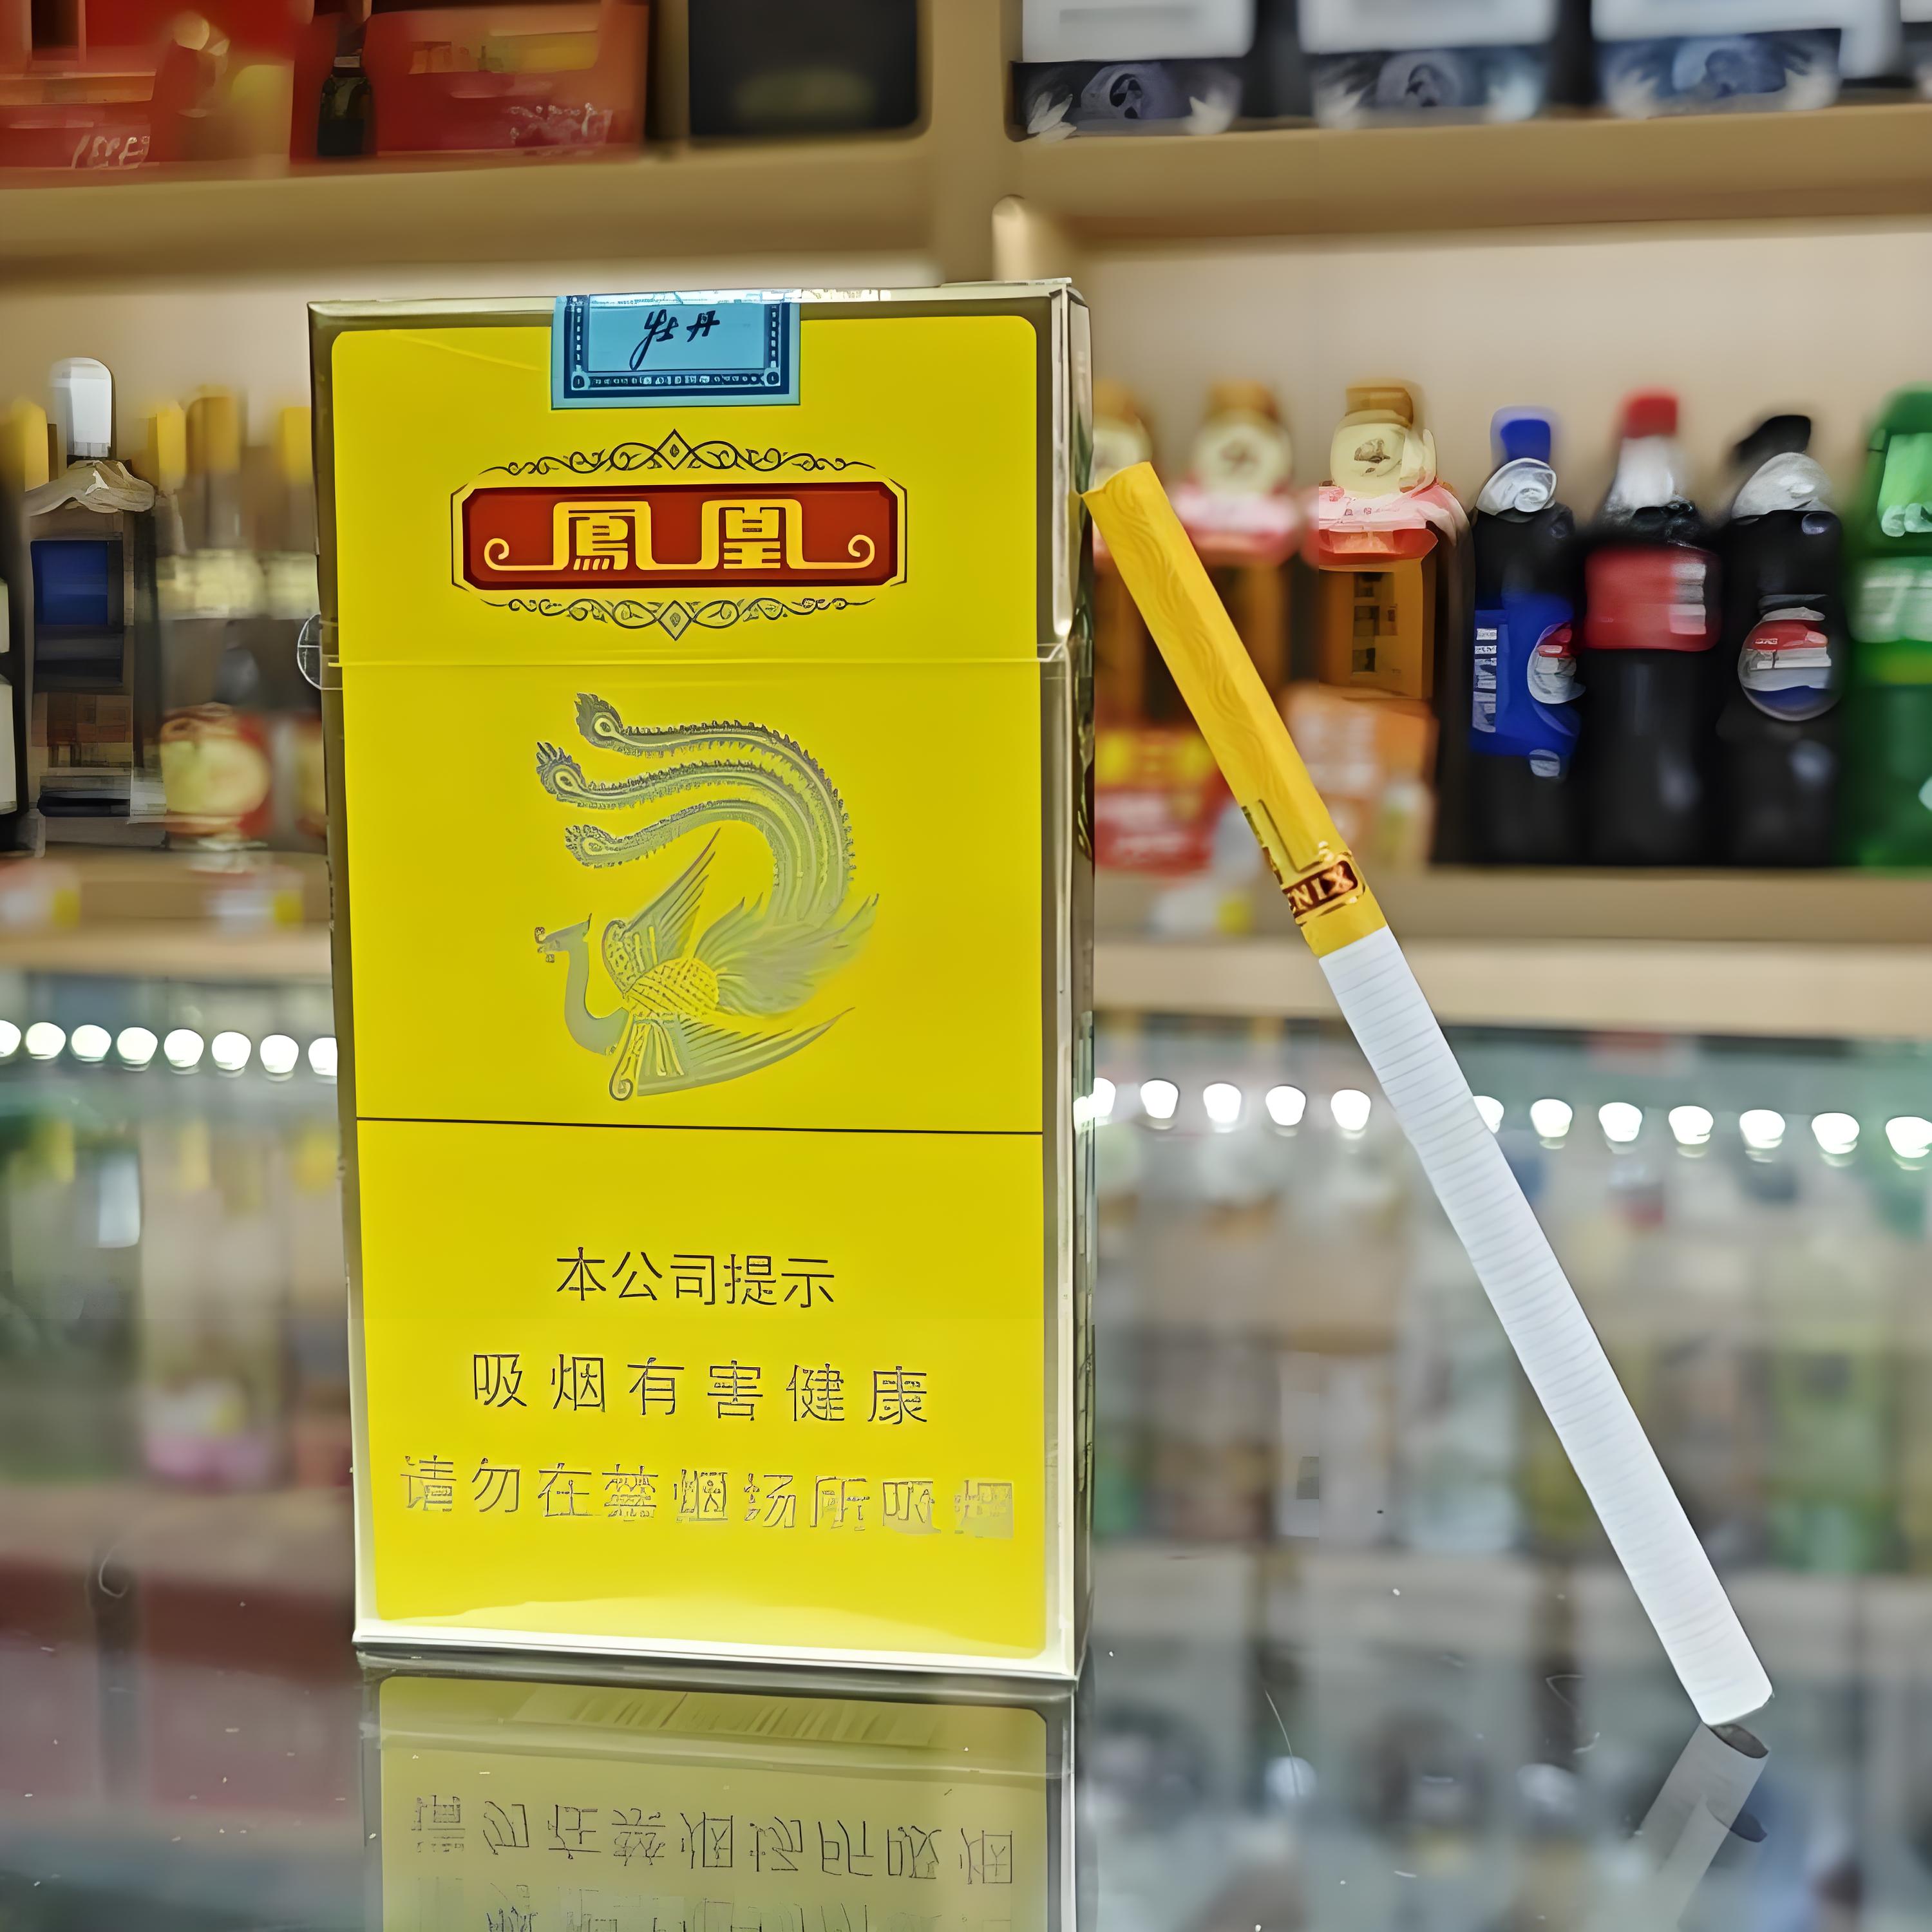 牡丹
鳳凰
ENIX
本公司提示
吸烟有害健康
请勿在禁烟场所吸烟